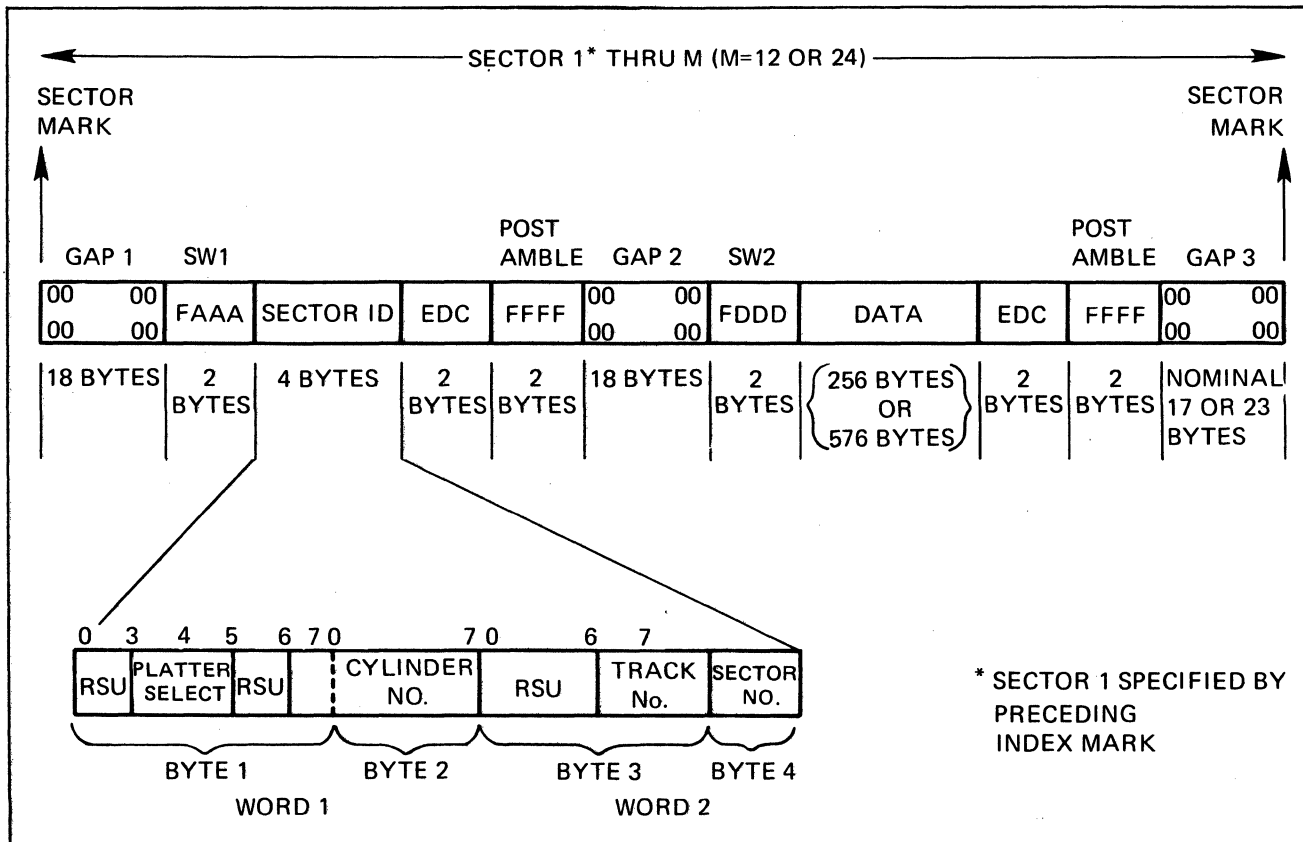 SECTOR 1* THRU M (M=12 OR 24)
SECTOR MARK
SECTOR MARK
GAP 1 SW1 POST AMBLE GAP 2 SW2 POST AMBLE GAP 3
00 00 00 00 FAAA SECTOR ID EDC FFFF 00 00 00 00 FDDD DATA EDC FFFF 00 00 00 00
18 BYTES 2 BYTES 4 BYTES 2 BYTES 2 BYTES 18 BYTES 2 BYTES 256 BYTES OR 576 BYTES 2 BYTES 2 BYTES NOMINAL 17 OR 23 BYTES
0 3 4 5 6 7 0 7 0 6 7
RSU PLATTER SELECT RSU CYLINDER NO. RSU TRACK No. SECTOR NO.
BYTE 1 BYTE 2 BYTE 3 BYTE 4
WORD 1 WORD 2
* SECTOR 1 SPECIFIED BY
PRECEDING
INDEX MARK